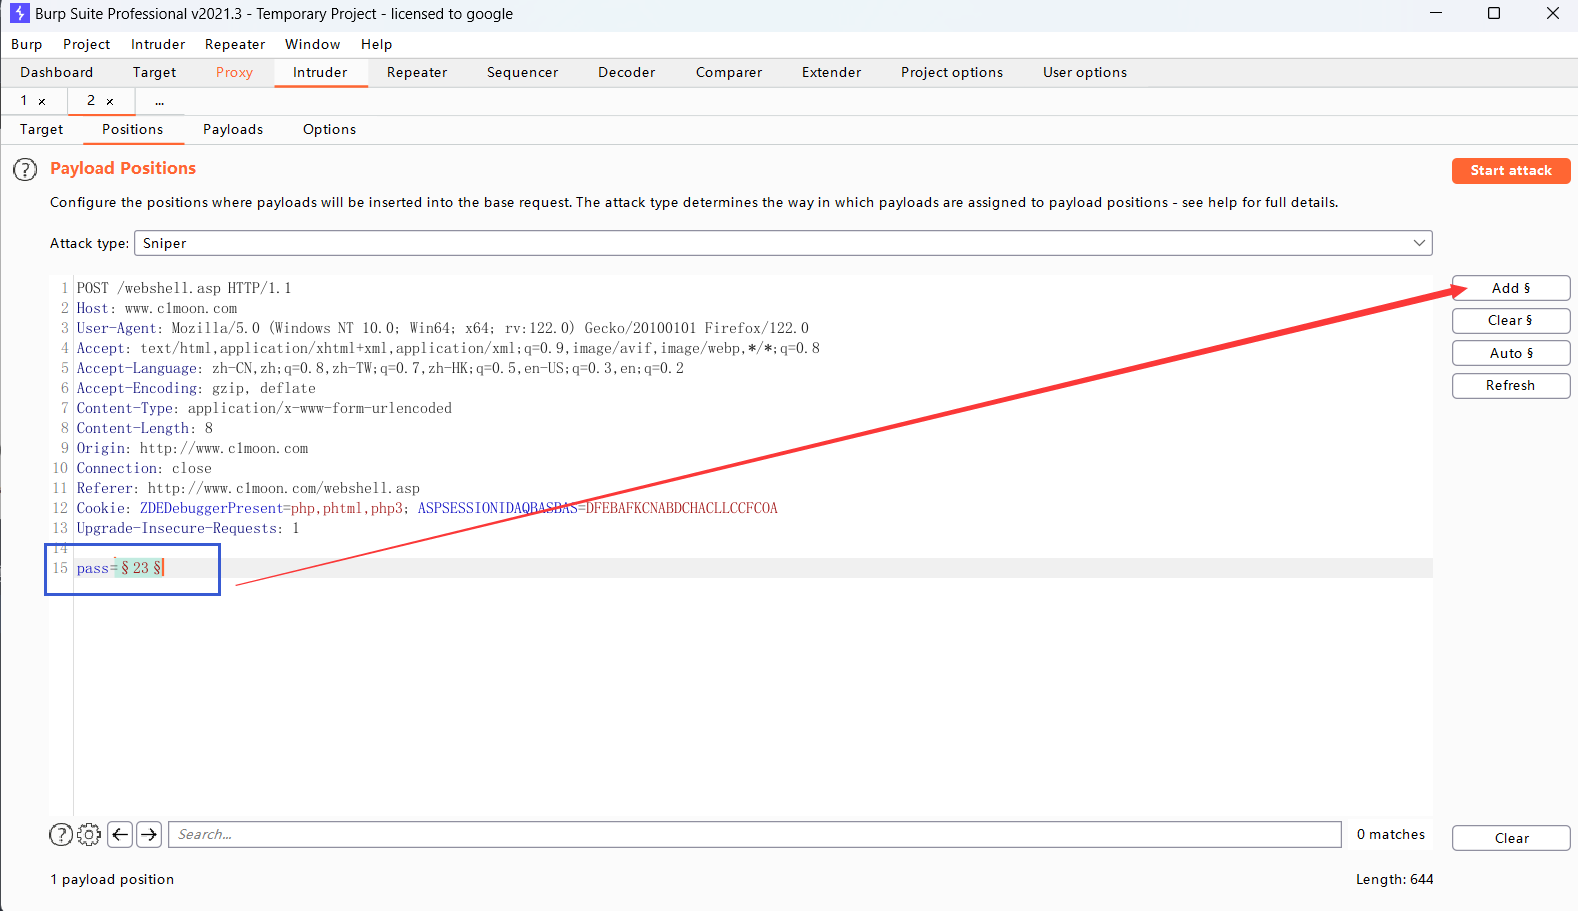 Burp Suite Professional v2021.3 - Temporary Project - licensed to google
Burp Project Intruder Repeater Window Help
Dashboard Target Proxy Intruder Repeater Sequencer Decoder Comparer Extender Project options User options
1 × 2 × ...
Target Positions Payloads Options
? Payload Positions
Start attack
Configure the positions where payloads will be inserted into the base request. The attack type determines the way in which payloads are assigned to payload positions - see help for full details.
Attack type: Sniper
1 POST /webshell.asp HTTP/1.1
2 Host: www.c1moon.com
3 User-Agent: Mozilla/5.0 (Windows NT 10.0; Win64; x64; rv:122.0) Gecko/20100101 Firefox/122.0
4 Accept: text/html,application/xhtml+xml,application/xml;q=0.9,image/avif,image/webp,*/*;q=0.8
5 Accept-Language: zh-CN,zh;q=0.8,zh-TW;q=0.7,zh-HK;q=0.5,en-US;q=0.3,en;q=0.2
6 Accept-Encoding: gzip, deflate
7 Content-Type: application/x-www-form-urlencoded
8 Content-Length: 8
9 Origin: http://www.c1moon.com
10 Connection: close
11 Referer: http://www.c1moon.com/webshell.asp
12 Cookie: ZDEDebuggerPresent=php,phtml,php3; ASPSESSIONIDAQBASBAS=DFEBAFKCNABDCHACLLCCFCOA
13 Upgrade-Insecure-Requests: 1
14
15 pass=§23§
Add §
Clear §
Auto §
Refresh
? Search...
0 matches
Clear
1 payload position
Length: 644